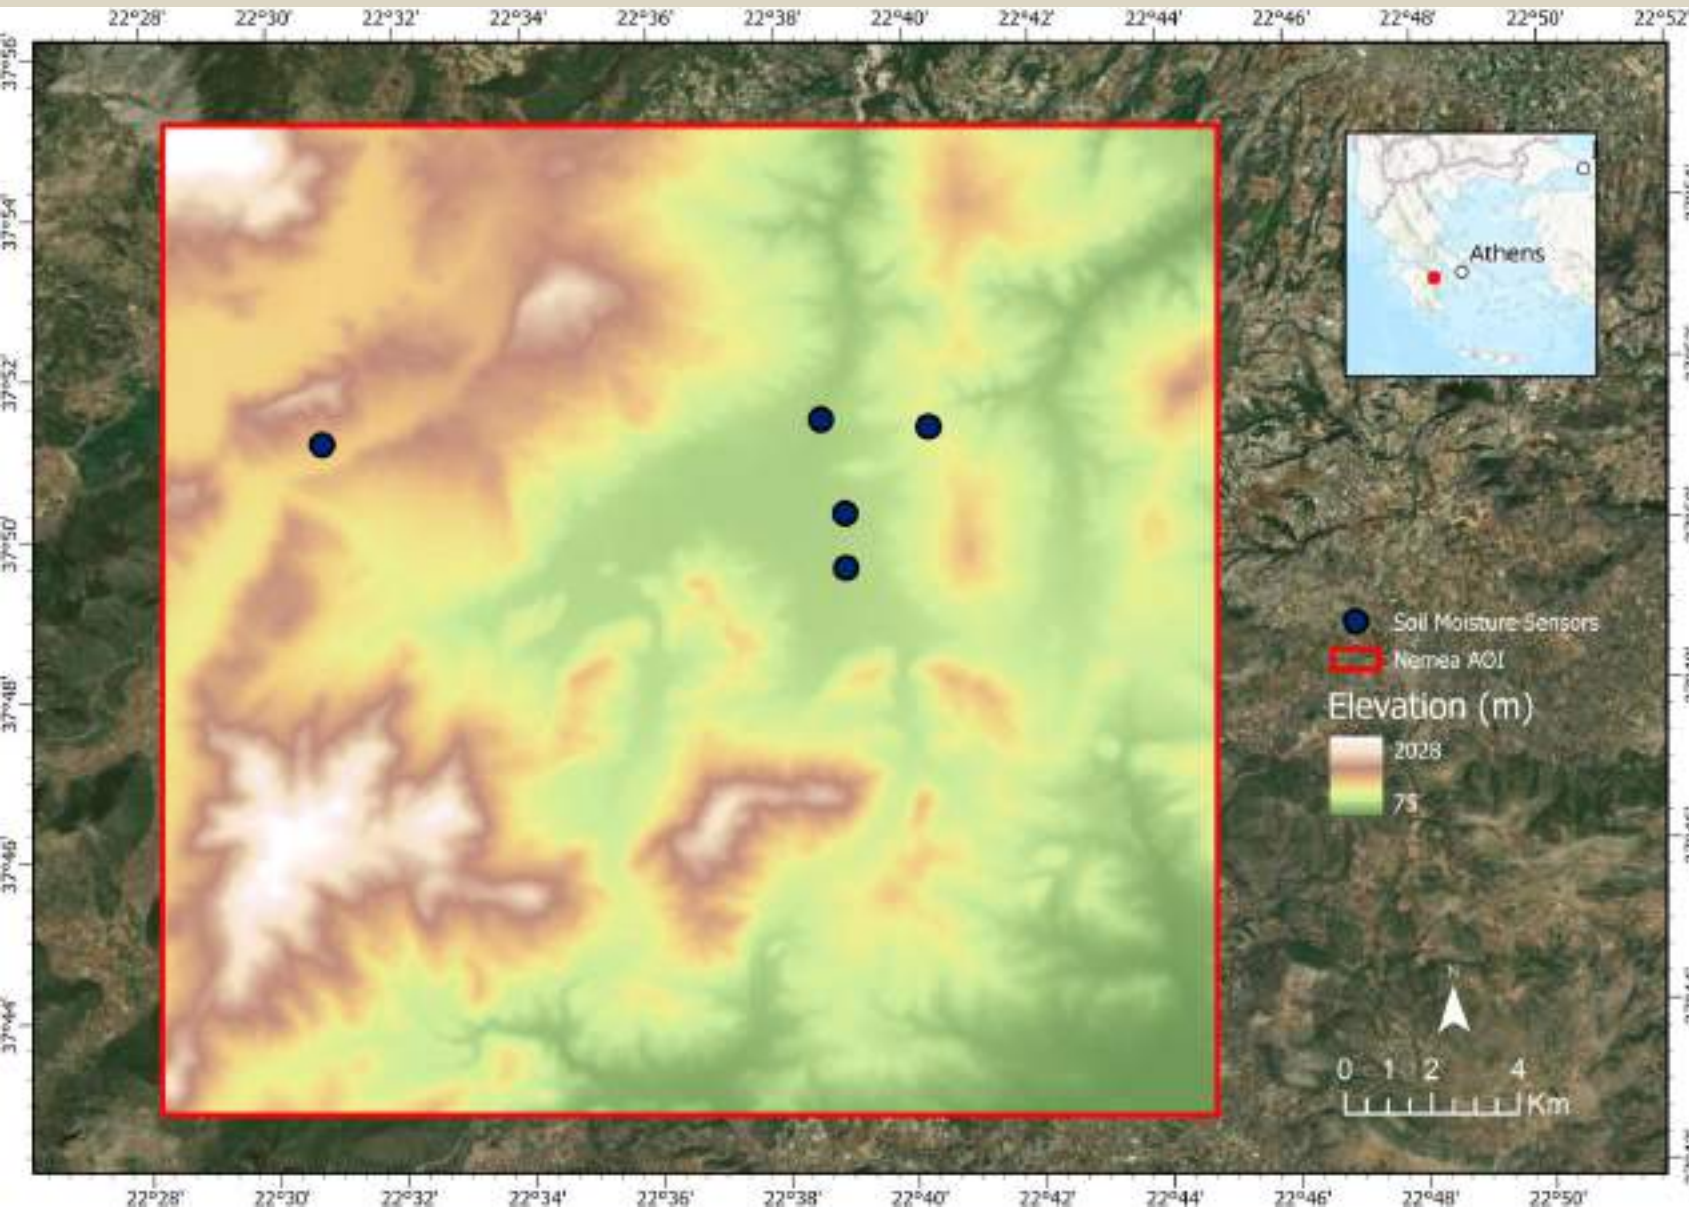 22°28' 22°30' 22°32' 22°34' 22°36' 22°38' 22°40' 22°42' 22°44' 22°46' 22°48' 22°50' 22°52'
37°56'
37°54'
37°52'
37°50'
37°48'
37°46'
37°44'
Athens
Soil Moisture Sensors
Nemea AOI
Elevation (m)
2028
75
N
0 1 2 4
Km
22°28' 22°30' 22°32' 22°34' 22°36' 22°38' 22°40' 22°42' 22°44' 22°46' 22°48' 22°50'